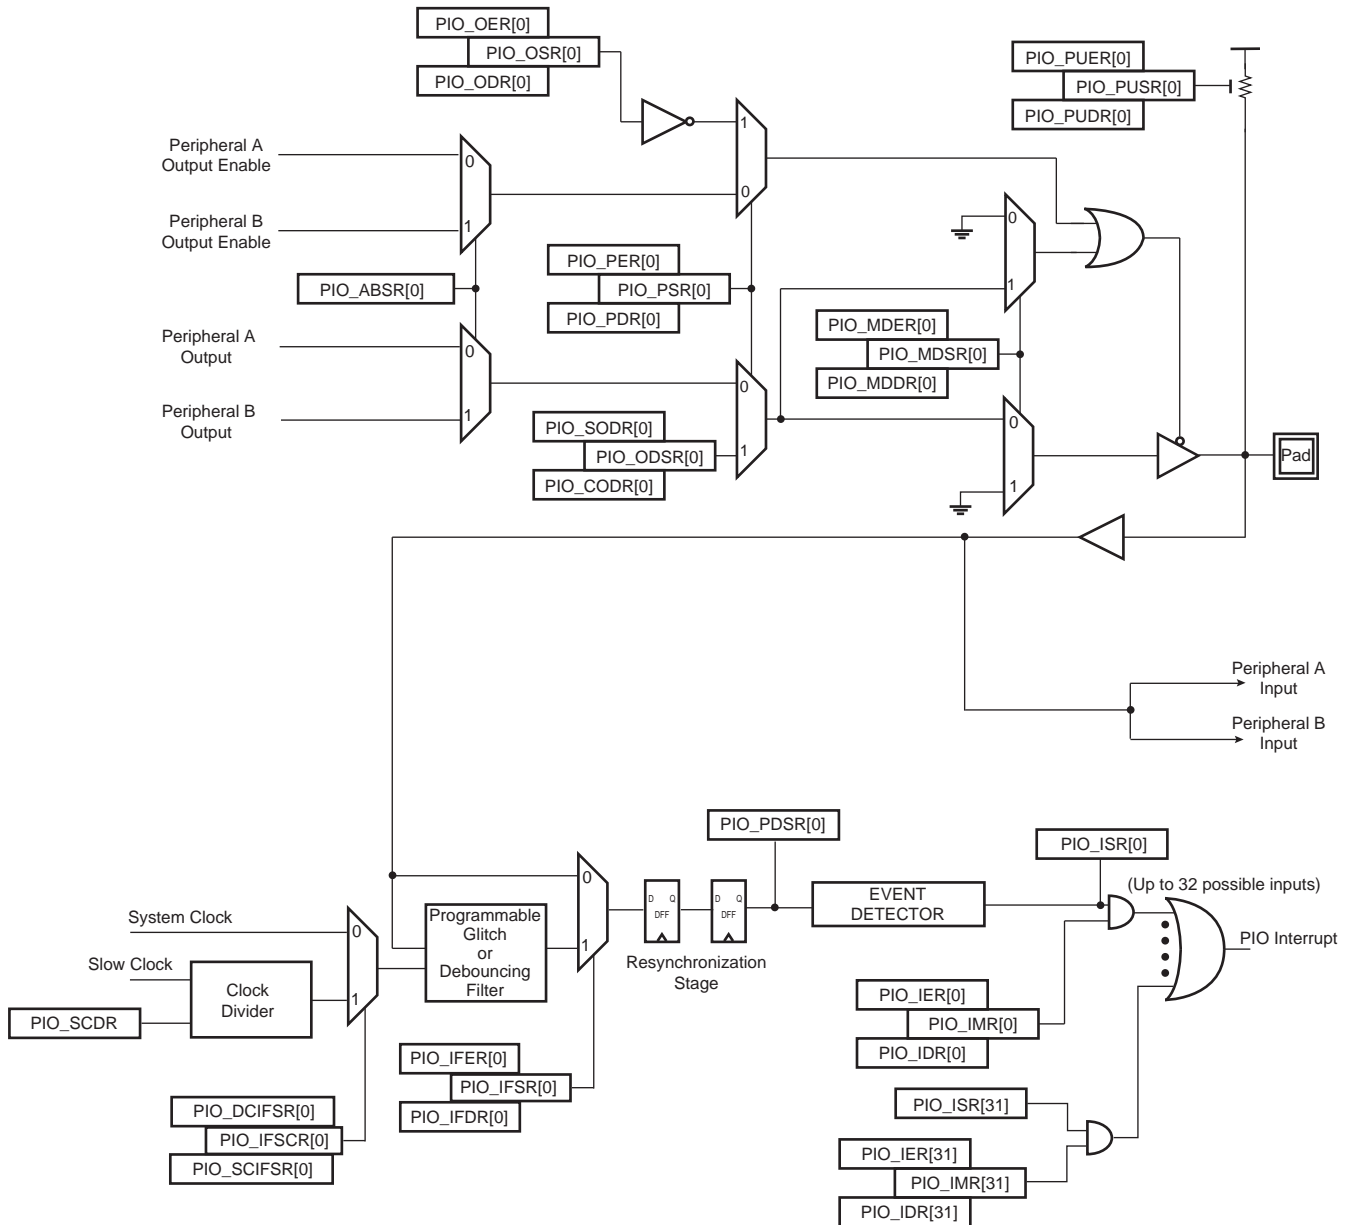 PIO_OER[0]
PIO_OSR[0]
PIO_ODR[0]
PIO_PUER[0]
PIO_PUSR[0]
PIO_PUDR[0]
1
0
Peripheral A
Output Enable
0
Peripheral B
Output Enable
1
PIO_ABSR[0]
PIO_PER[0]
PIO_PSR[0]
PIO_PDR[0]
0
1
PIO_MDER[0]
PIO_MDSR[0]
PIO_MDDR[0]
Peripheral A
Output
0
Peripheral B
Output
1
0
1
PIO_SODR[0]
PIO_ODSR[0]
PIO_CODR[0]
0
1
Pad
Peripheral A
Input
Peripheral B
Input
PIO_PDSR[0]
PIO_ISR[0]
(Up to 32 possible inputs)
System Clock
Slow Clock
0
1
Clock
Divider
PIO_SCDR
Programmable
Glitch
or
Debouncing
Filter
0
1
D Q
DFF
D Q
DFF
Resynchronization
Stage
EVENT
DETECTOR
PIO Interrupt
PIO_IER[0]
PIO_IMR[0]
PIO_IDR[0]
PIO_IFER[0]
PIO_IFSR[0]
PIO_IFDR[0]
PIO_DCIFSR[0]
PIO_IFSCR[0]
PIO_SCIFSR[0]
PIO_ISR[31]
PIO_IER[31]
PIO_IMR[31]
PIO_IDR[31]